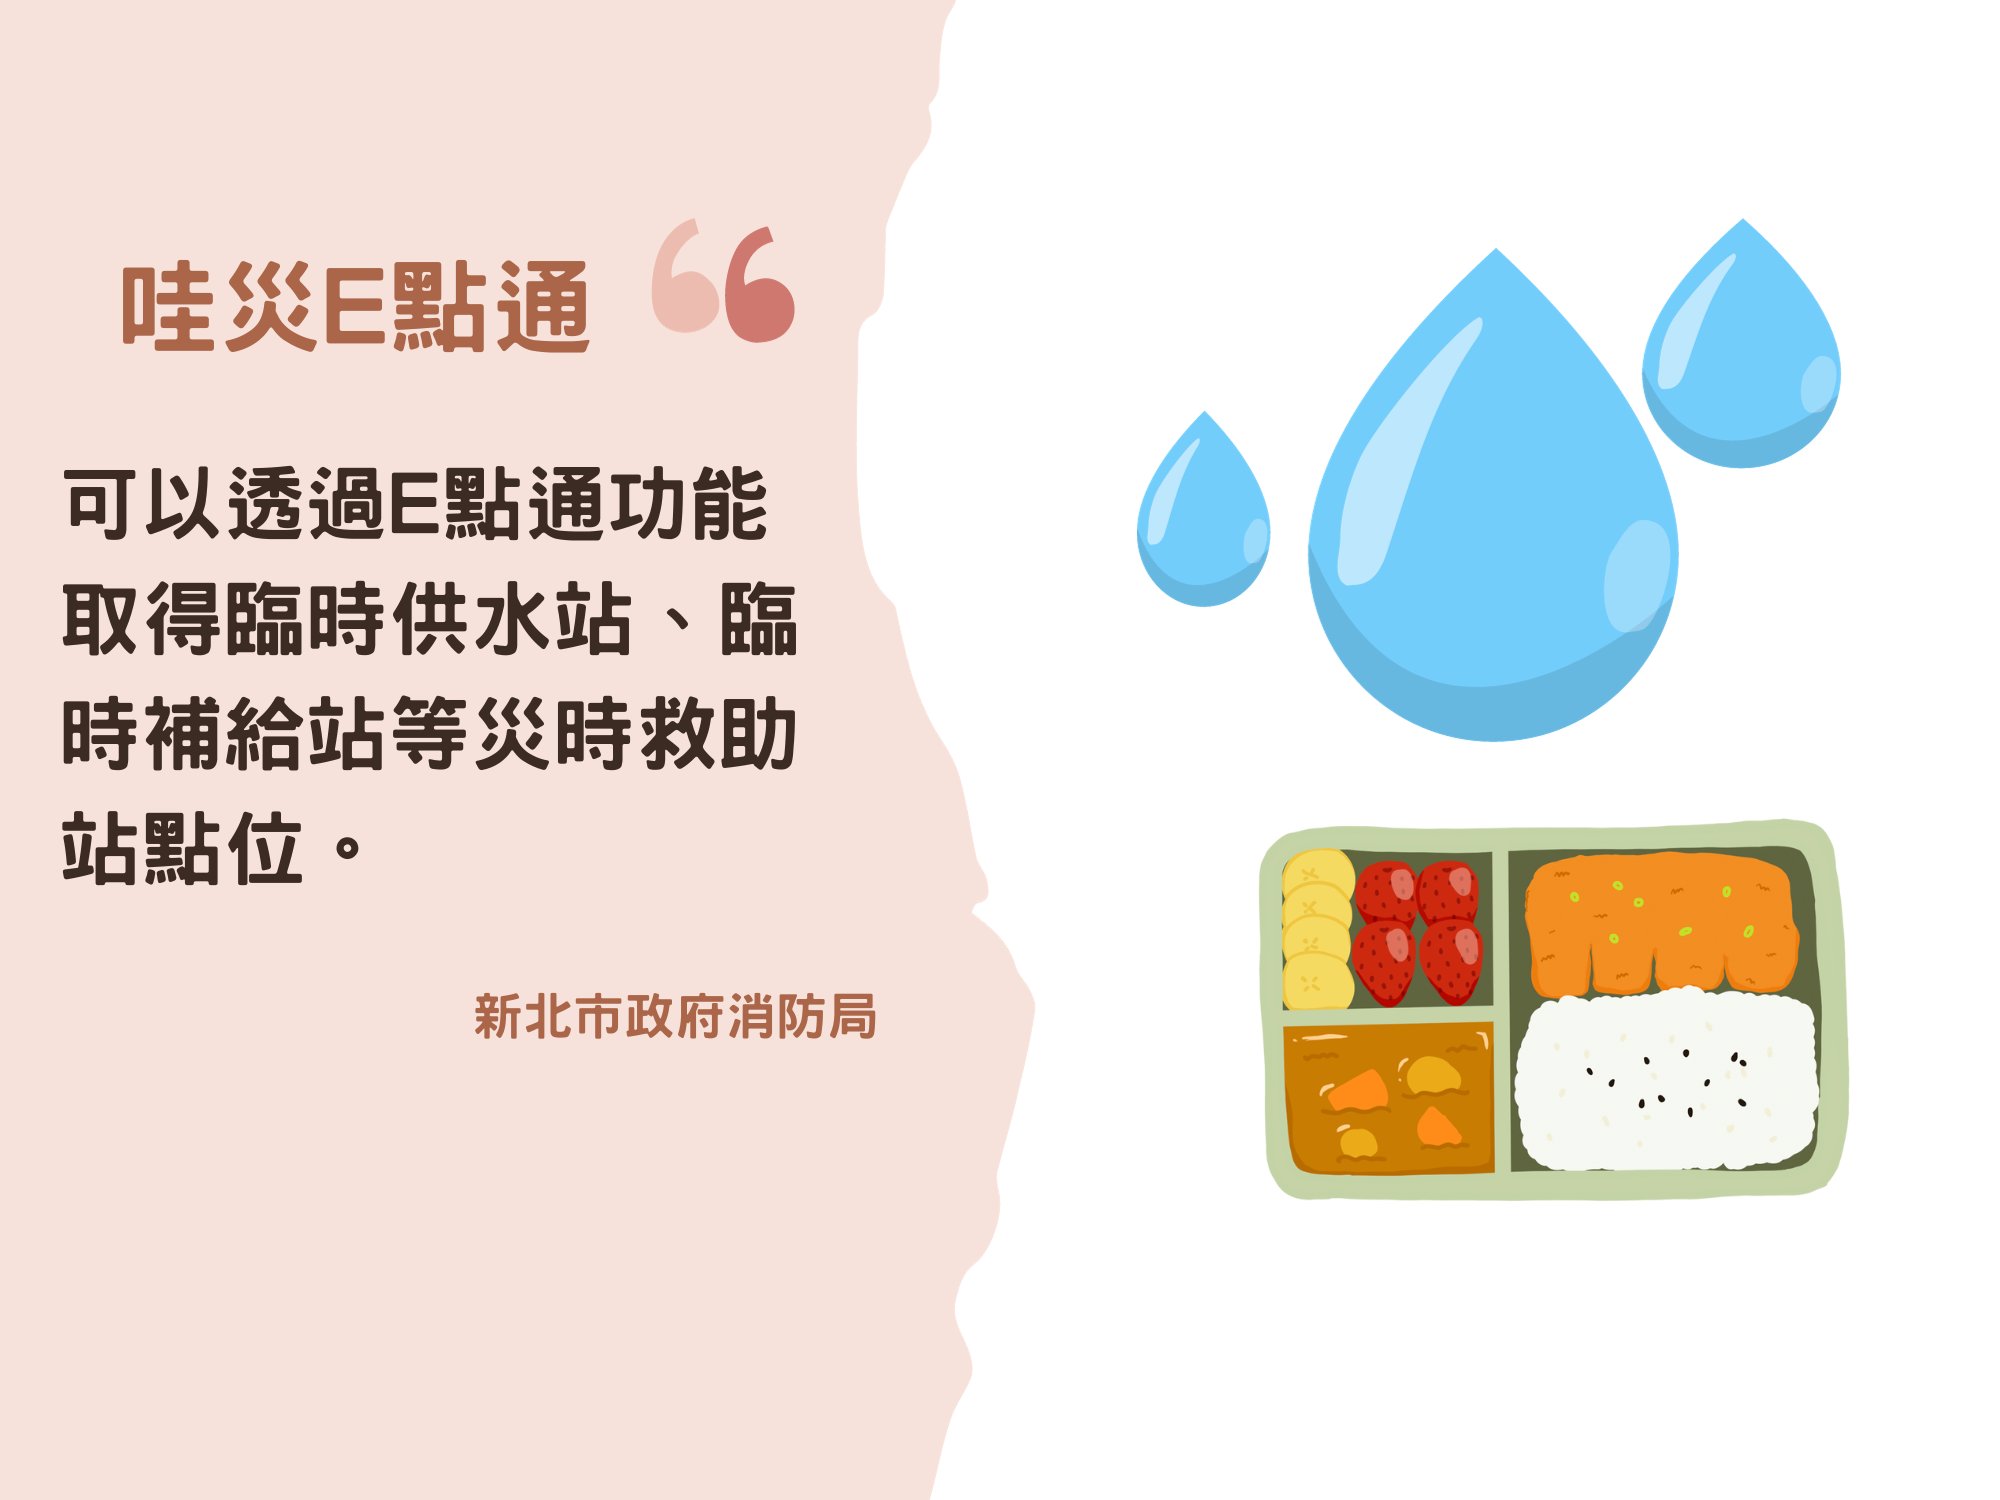 哇災E點通
可以透過E點通功能
取得臨時供水站、臨
時補給站等災時救助
站點位。
新北市政府消防局